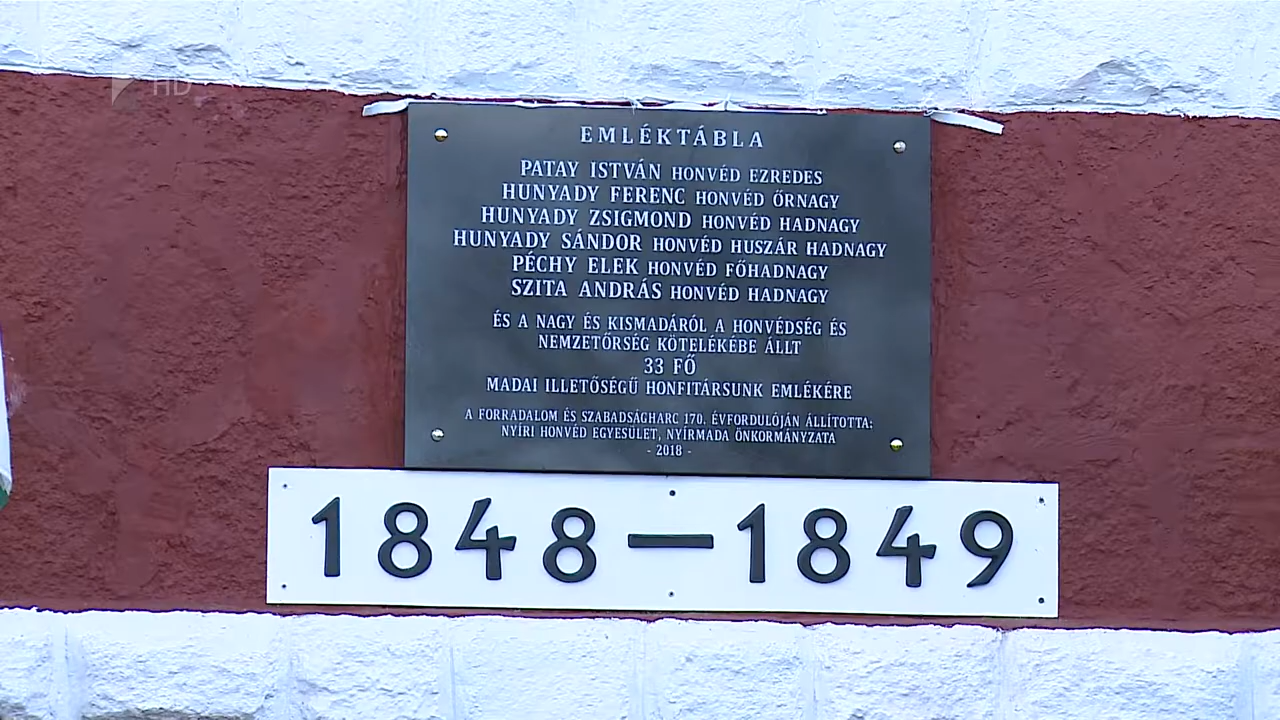 HD
EMLÉKTÁBLA
PATAY ISTVÁN HONVÉD EZREDES
HUNYADY FERENC HONVÉD ŐRNAGY
HUNYADY ZSIGMOND HONVÉD HADNAGY
HUNYADY SÁNDOR HONVÉD HUSZÁR HADNAGY
PÉCHY ELEK HONVÉD FŐHADNAGY
SZITA ANDRÁS HONVÉD HADNAGY
ÉS A NAGY ÉS KISMADÁRÓL A HONVÉDSÉG ÉS
NEMZETŐRSÉG KÖTELÉKÉBE ÁLLT
33 FŐ
MADAI ILLETŐSÉGŰ HONFITÁRSUNK EMLÉKÉRE
A FORRADALOM ÉS SZABADSÁGHARC 170. ÉVFORDULÓJÁN ÁLLÍTOTTA:
NYÍRI HONVÉD EGYESÜLET, NYÍRMADA ÖNKORMÁNYZATA
- 2018 -
1848—1849